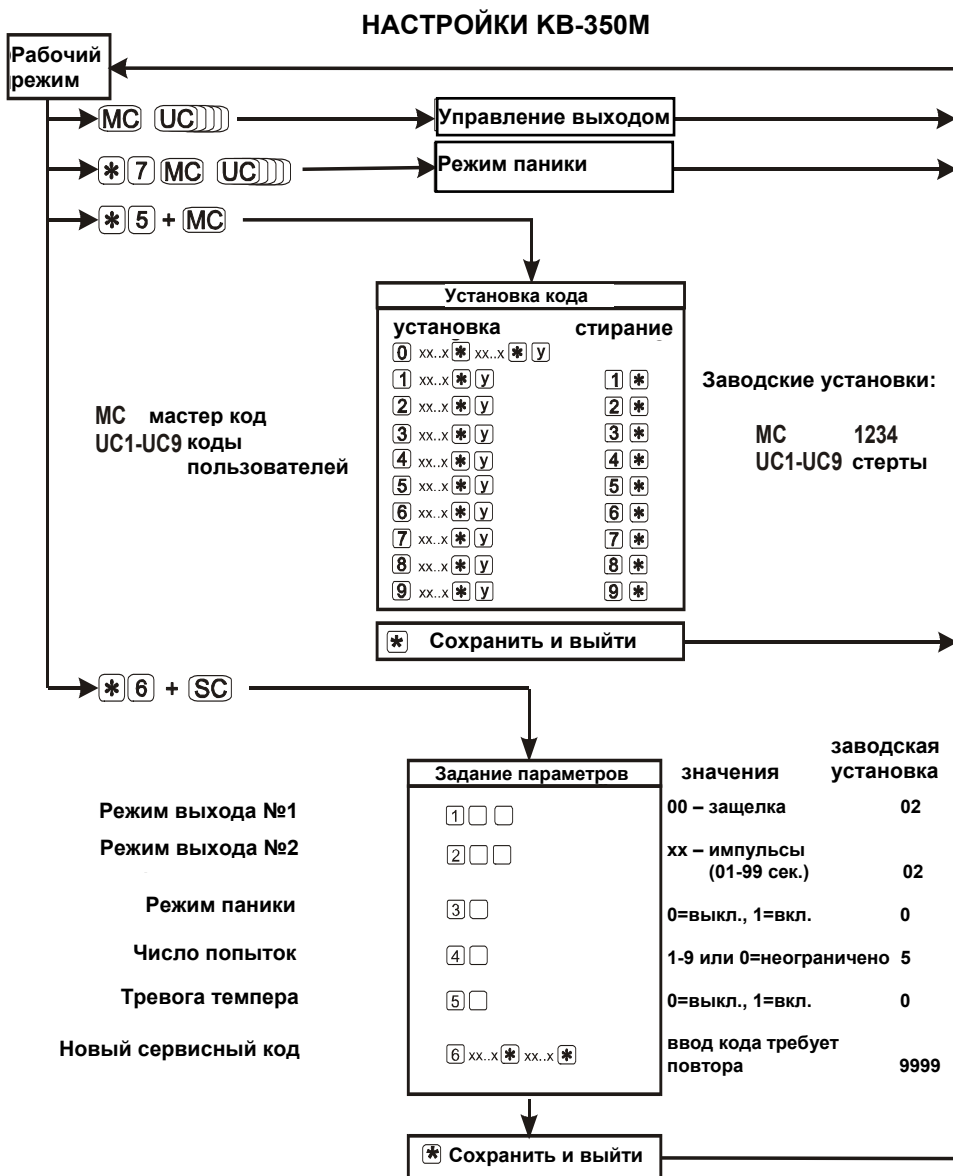 НАСТРОЙКИ KB-350M
Рабочий
режим
MC UC
Управление выходом
* 7 MC UC
Режим паники
* 5 + MC
Установка кода
установка стирание
0 xx..x * xx..x * y
1 xx..x * y 1 *
2 xx..x * y 2 *
3 xx..x * y 3 *
4 xx..x * y 4 *
5 xx..x * y 5 *
6 xx..x * y 6 *
7 xx..x * y 7 *
8 xx..x * y 8 *
9 xx..x * y 9 *
MC мастер код
UC1-UC9 коды
пользователей
Заводские установки:
MC 1234
UC1-UC9 стерты
* Сохранить и выйти
* 6 + SC
Задание параметров
значения
заводская
установка
Режим выхода №1 1 00 – защелка 02
Режим выхода №2 2 xx – импульсы
(01-99 сек.) 02
Режим паники 3 0=выкл., 1=вкл. 0
Число попыток 4 1-9 или 0=неограничено 5
Тревога темпера 5 0=выкл., 1=вкл. 0
Новый сервисный код 6 xx..x * xx..x * ввод кода требует
повтора 9999
* Сохранить и выйти